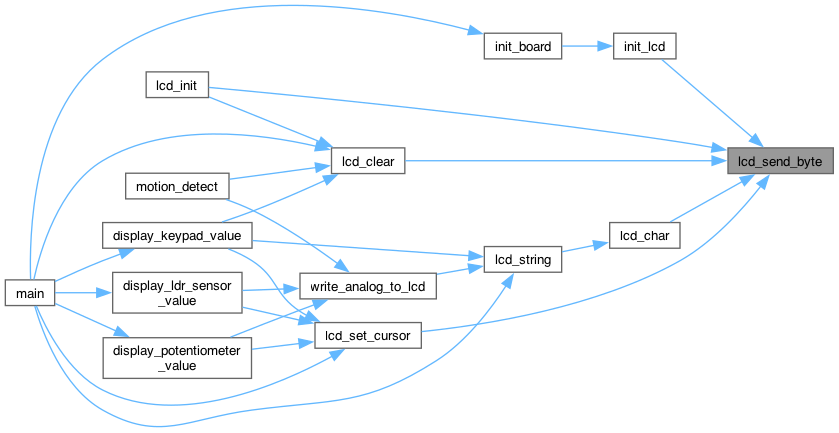 init_board
init_lcd
lcd_init
lcd_clear
lcd_send_byte
motion_detect
display_keypad_value
lcd_char
lcd_string
main
display_ldr_sensor
_value
write_analog_to_lcd
lcd_set_cursor
display_potentiometer
_value